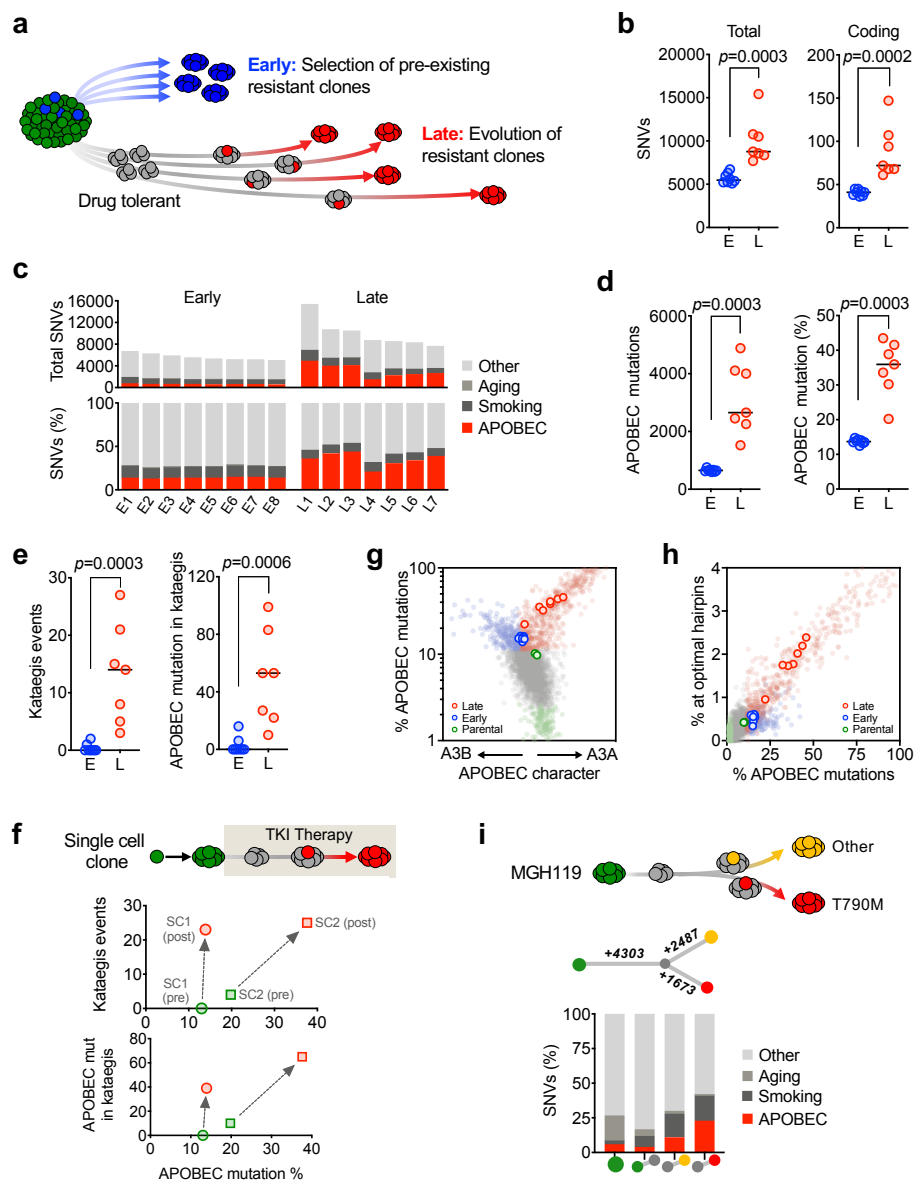 a
Early: Selection of pre-existing
resistant clones
Late: Evolution of
resistant clones
Drug tolerant
b
Total
Coding
p=0.0003
p=0.0002
SNVs
20000
15000
10000
5000
0
E
L
150
100
50
0
E
L
c
Early
Late
Total SNVs
16000
12000
8000
4000
0
SNVs (%)
100
50
0
E1
E2
E3
E4
E5
E6
E7
E8
L1
L2
L3
L4
L5
L6
L7
Other
Aging
Smoking
APOBEC
d
p=0.0003
p=0.0003
APOBEC mutations
6000
4000
2000
0
E
L
APOBEC mutation (%)
50
40
30
20
10
0
E
L
e
p=0.0003
p=0.0006
Kataegis events
30
20
10
0
E
L
APOBEC mutation in kataegis
120
80
40
0
E
L
g
% APOBEC mutations
100
10
1
Late
Early
Parental
A3B
A3A
APOBEC character
h
% at optimal hairpins
4
3
2
1
0
Late
Early
Parental
0
25
50
75
100
% APOBEC mutations
f
TKI Therapy
Single cell
clone
Kataegis events
30
20
10
0
SC1
(post)
SC2 (post)
SC1
(pre)
SC2 (pre)
0
10
20
30
40
APOBEC mut
in kataegis
80
60
40
20
0
0
10
20
30
40
APOBEC mutation %
i
MGH119
Other
T790M
+4303
+2487
+1673
SNVs (%)
100
75
50
25
0
Other
Aging
Smoking
APOBEC